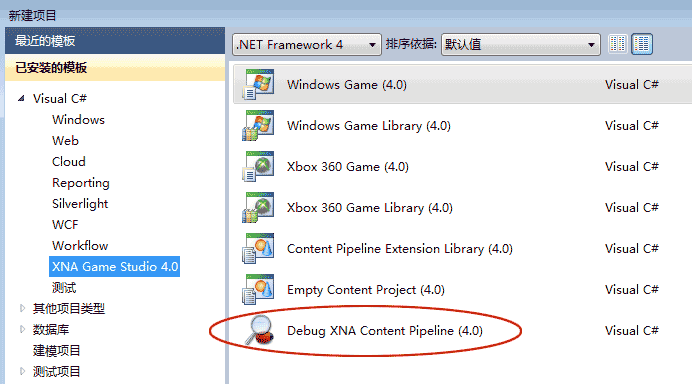 新建项目
最近的模板
已安装的模板
Visual C#
Windows
Web
Cloud
Reporting
Silverlight
WCF
Workflow
XNA Game Studio 4.0
测试
其他项目类型
数据库
建模项目
测试项目
.NET Framework 4 排序依据: 默认值
Windows Game (4.0) Visual C#
Windows Game Library (4.0) Visual C#
Xbox 360 Game (4.0) Visual C#
Xbox 360 Game Library (4.0) Visual C#
Content Pipeline Extension Library (4.0) Visual C#
Empty Content Project (4.0) Visual C#
Debug XNA Content Pipeline (4.0) Visual C#